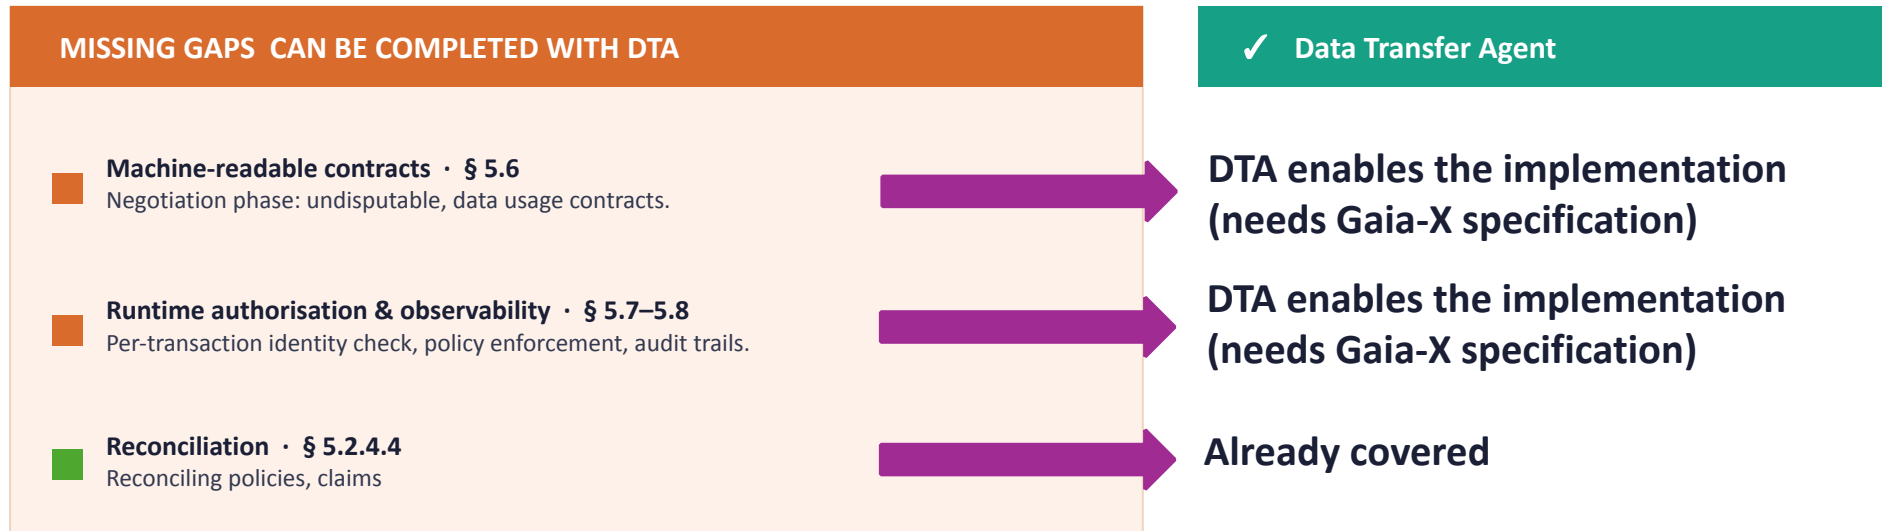 MISSING GAPS  CAN BE COMPLETED WITH DTA
✓ Data Transfer Agent
Machine-readable contracts · § 5.6
Negotiation phase: undisputable, data usage contracts.
DTA enables the implementation
(needs Gaia-X specification)
Runtime authorisation & observability · § 5.7–5.8
Per-transaction identity check, policy enforcement, audit trails.
DTA enables the implementation
(needs Gaia-X specification)
Reconciliation · § 5.2.4.4
Reconciling policies, claims
Already covered